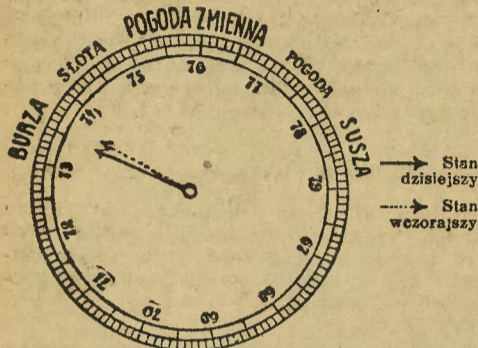 BURZA
SŁOTA
POGODA ZMIENNA
POGODA
SUSZA
73
74
75
76
77
78
79
67
68
69
70
71
72
Stan
dzisiejszy
Stan
wczorajszy